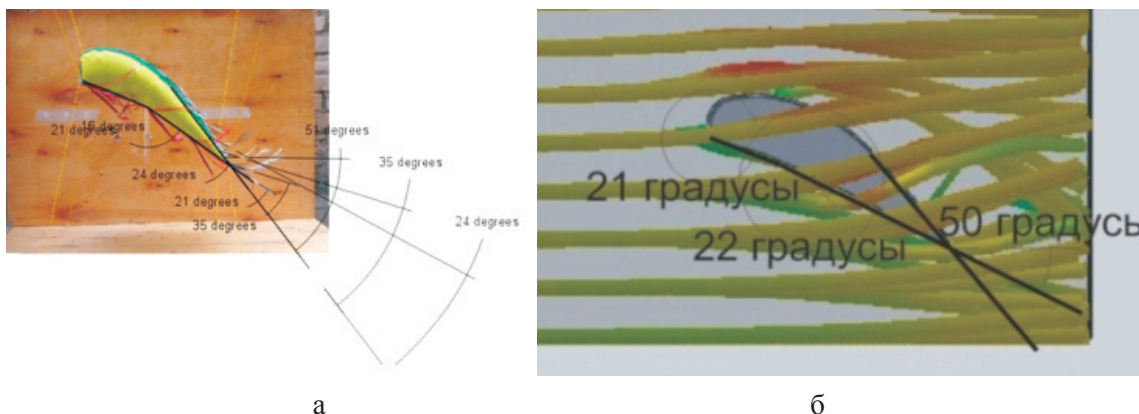 21 degrees
16 degrees
51 degrees
35 degrees
24 degrees
21 degrees
35 degrees
24 degrees
21 градусы
22 градусы
50 градусы
а
б